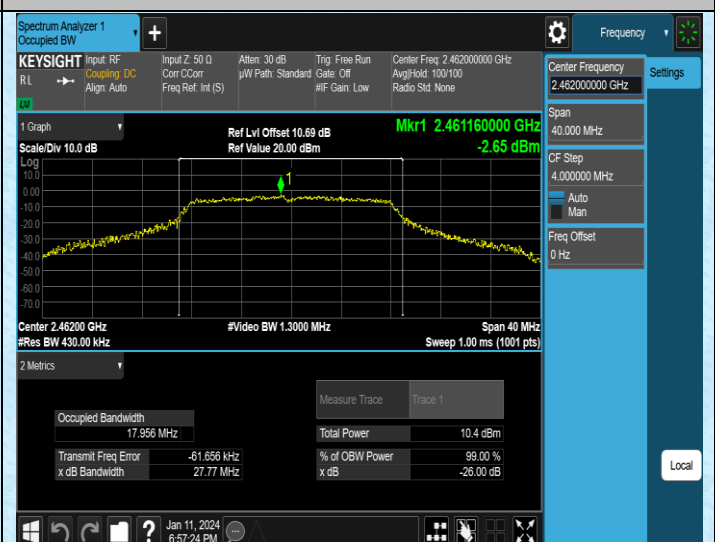 Spectrum Analyzer 1
Occupied BW
Frequency
KEYSIGHT
RL
Input: RF
Coupling: DC
Align: Auto
Input Z: 50 Ω
Corr CCorr
Freq Ref: Int (S)
Atten: 30 dB
µW Path: Standard
Trig: Free Run
Gate: Off
#IF Gain: Low
Center Freq: 2.462000000 GHz
Avg|Hold: 100/100
Radio Std: None
1 Graph
Scale/Div 10.0 dB
Ref Lvl Offset 10.69 dB
Ref Value 20.00 dBm
Mkr1 2.461160000 GHz
-2.65 dBm
Log
10.0
0.00
-10.0
-20.0
-30.0
-40.0
-50.0
-60.0
-70.0
1
Center 2.46200 GHz
#Res BW 430.00 kHz
#Video BW 1.3000 MHz
Span 40 MHz
Sweep 1.00 ms (1001 pts)
2 Metrics
Measure Trace
Trace 1
Occupied Bandwidth
17.956 MHz
Total Power
10.4 dBm
Transmit Freq Error
-61.656 kHz
% of OBW Power
99.00 %
x dB Bandwidth
27.77 MHz
x dB
-26.00 dB
Center Frequency
2.462000000 GHz
Settings
Span
40.000 MHz
CF Step
4.000000 MHz
Auto
Man
Freq Offset
0 Hz
Local
?
Jan 11, 2024
6:57:24 PM